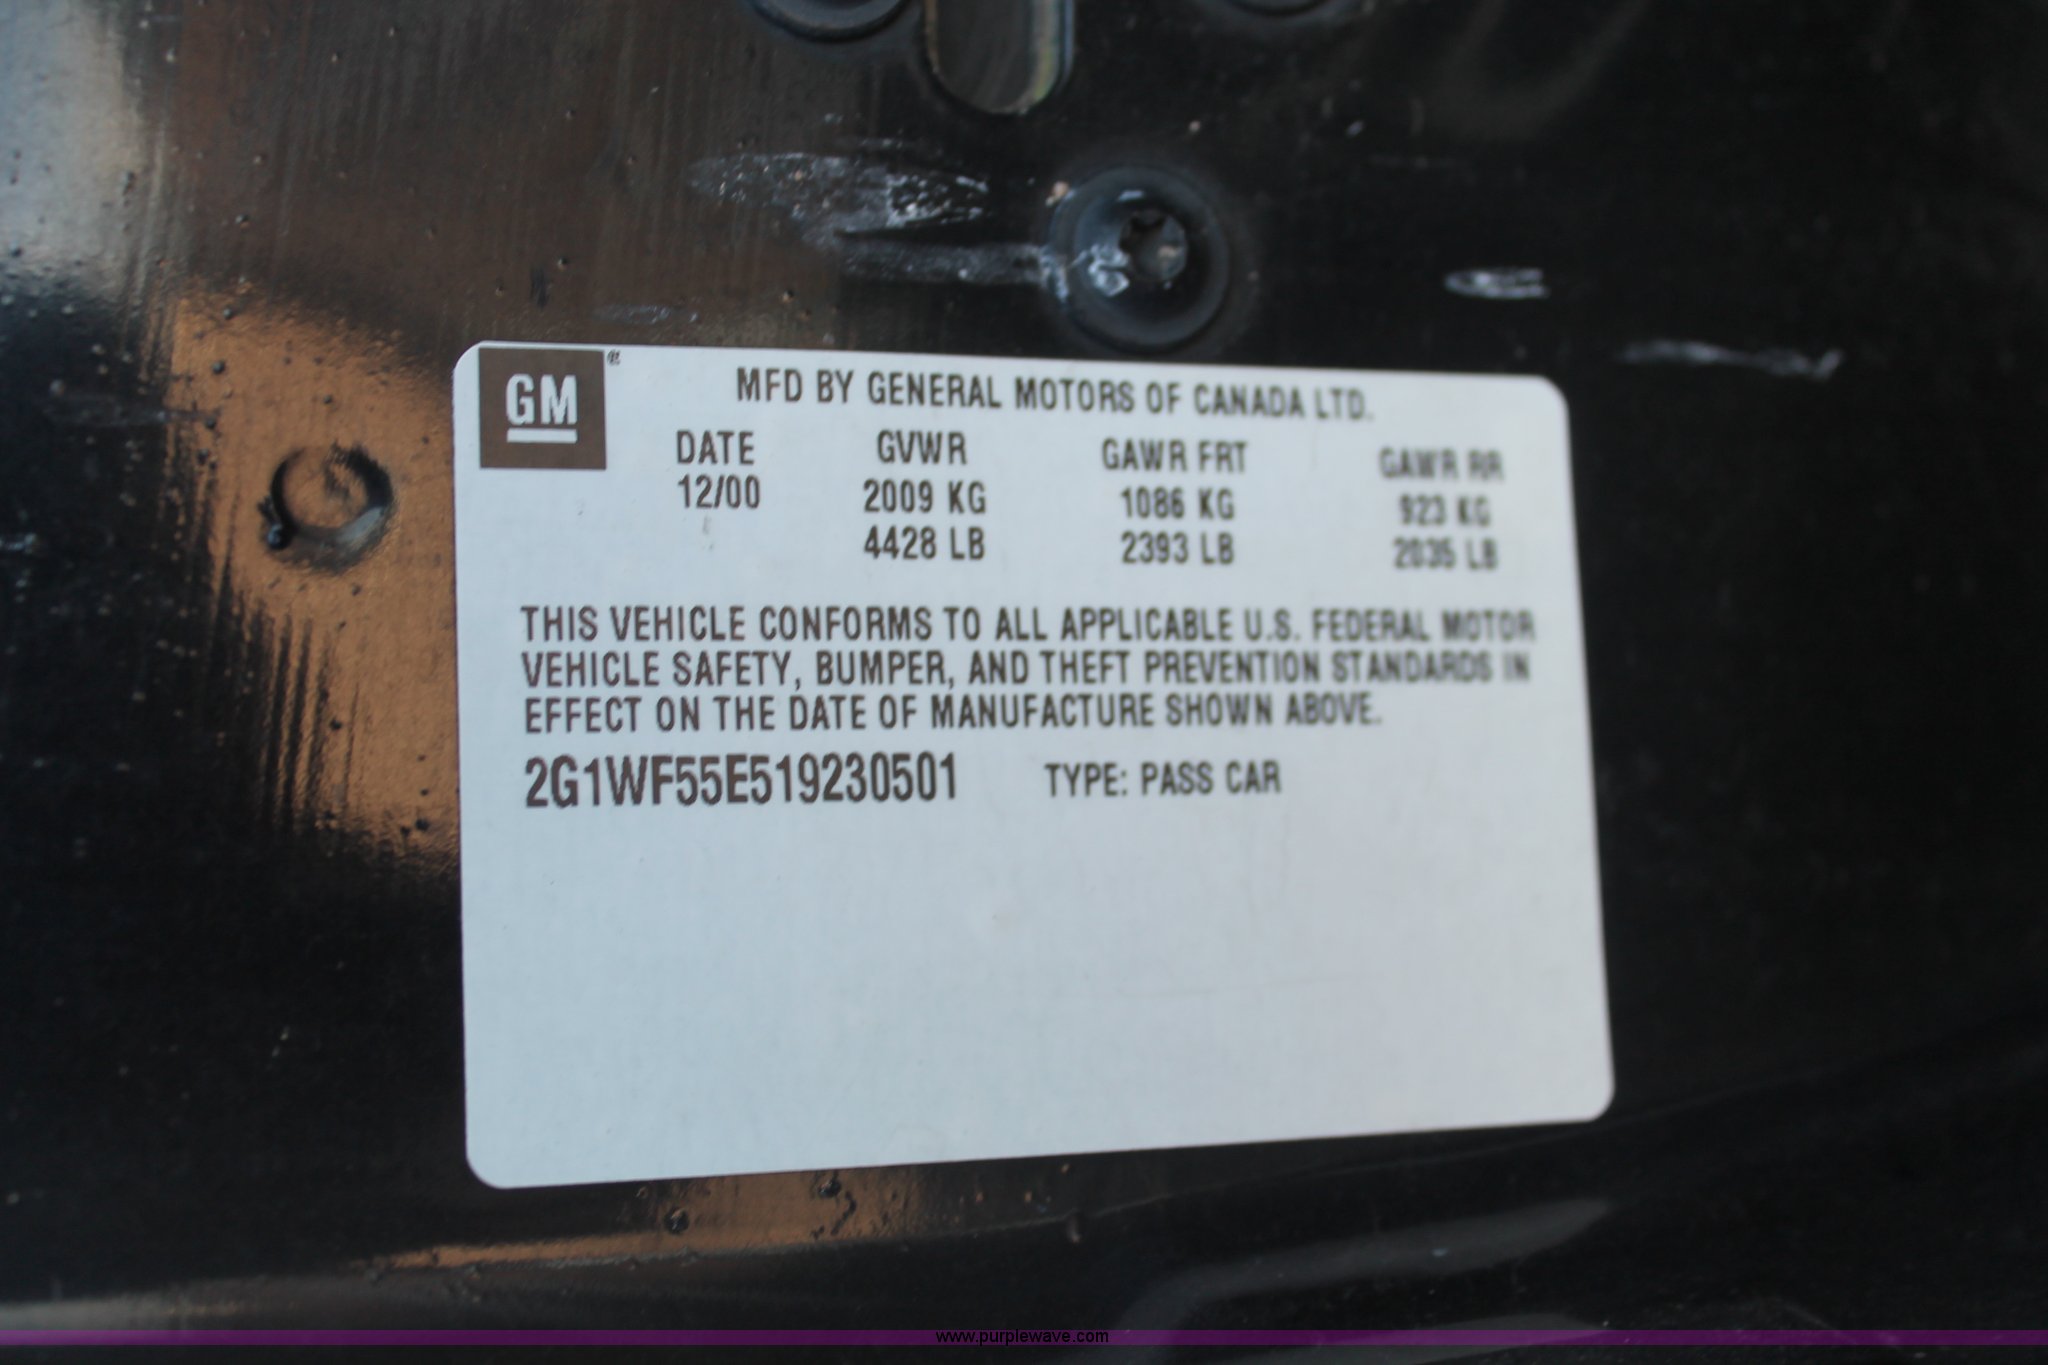 GM®
MFD BY GENERAL MOTORS OF CANADA LTD.
DATE GVWR GAWR FRT GAWR RR
12/00 2009 KG 1086 KG 923 KG
4428 LB 2393 LB 2035 LB
THIS VEHICLE CONFORMS TO ALL APPLICABLE U.S. FEDERAL MOTOR
VEHICLE SAFETY, BUMPER, AND THEFT PREVENTION STANDARDS IN
EFFECT ON THE DATE OF MANUFACTURE SHOWN ABOVE.
2G1WF55E519230501 TYPE: PASS CAR
www.purplewave.com